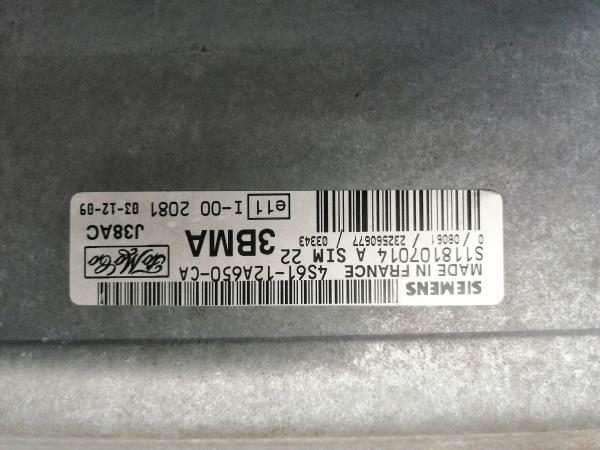 SIEMENS
MADE IN FRANCE 4S61-12A650-CA
S118107014 A SIM 22
FoMoCo
0 / 08061 / 232560677 / 03343
3BMA
J38AC
e11 I-00 2081 03-12-09